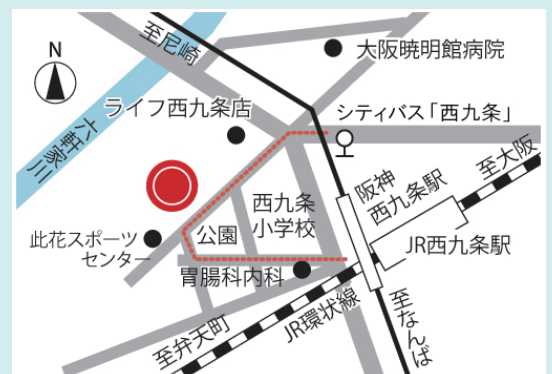 N
至尼崎
大阪暁明館病院
ライフ西九条店
シティバス「西九条」
六軒家川
至大阪
阪神
西九条駅
西九条
小学校
公園
此花スポーツ
センター
JR西九条駅
胃腸科内科
JR環状線
至なんば
至弁天町